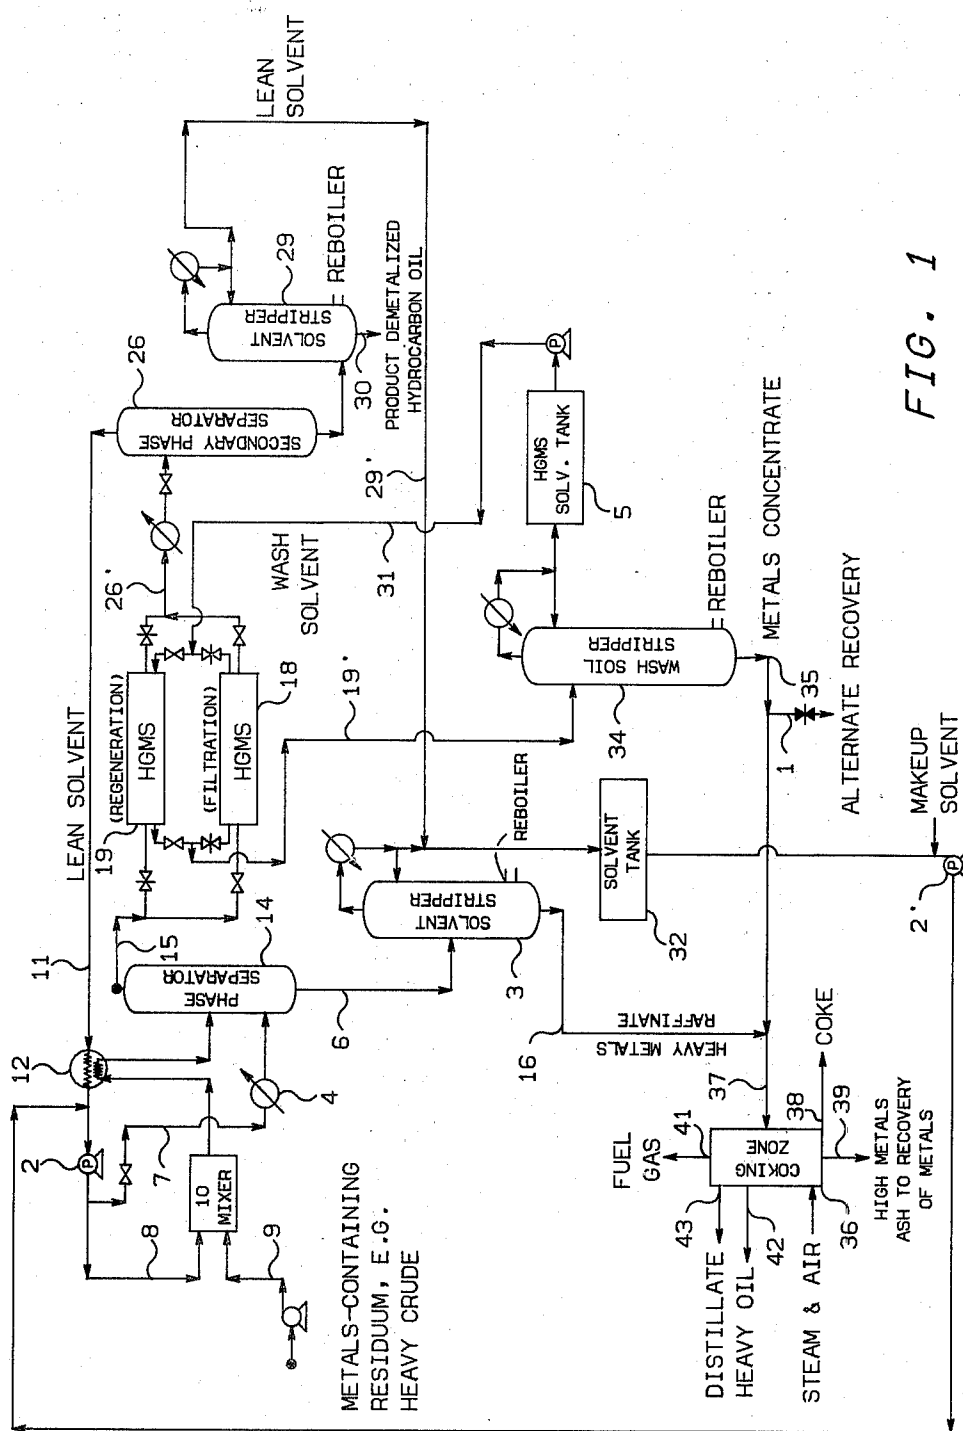 LEAN
SOLVENT
REBOILER
29
SOLVENT
STRIPPER
30
PRODUCT DEMETALIZED
HYDROCARBON OIL
26
SECONDARY PHASE
SEPARATOR
29'
26'
WASH
SOLVENT
31
P
HGMS
SOLV. TANK
5
FIG. 1
LEAN SOLVENT
11
(REGENERATION)
HGMS
19
(FILTRATION)
HGMS
18
19'
WASH SOIL
STRIPPER
34
REBOILER
METALS CONCENTRATE
35
1
ALTERNATE RECOVERY
15
14
PHASE
SEPARATOR
6
SOLVENT
STRIPPER
3
REBOILER
SOLVENT
TANK
32
MAKEUP
SOLVENT
P
2'
12
2
P
7
4
8
10
MIXER
9
METALS-CONTAINING
RESIDUUM, E.G.
HEAVY CRUDE
16
HEAVY METALS
RAFFINATE
37
COKING
ZONE
41
FUEL
GAS
43
42
DISTILLATE
HEAVY OIL
STEAM & AIR
36
38
COKE
39
HIGH METALS
ASH TO RECOVERY
OF METALS